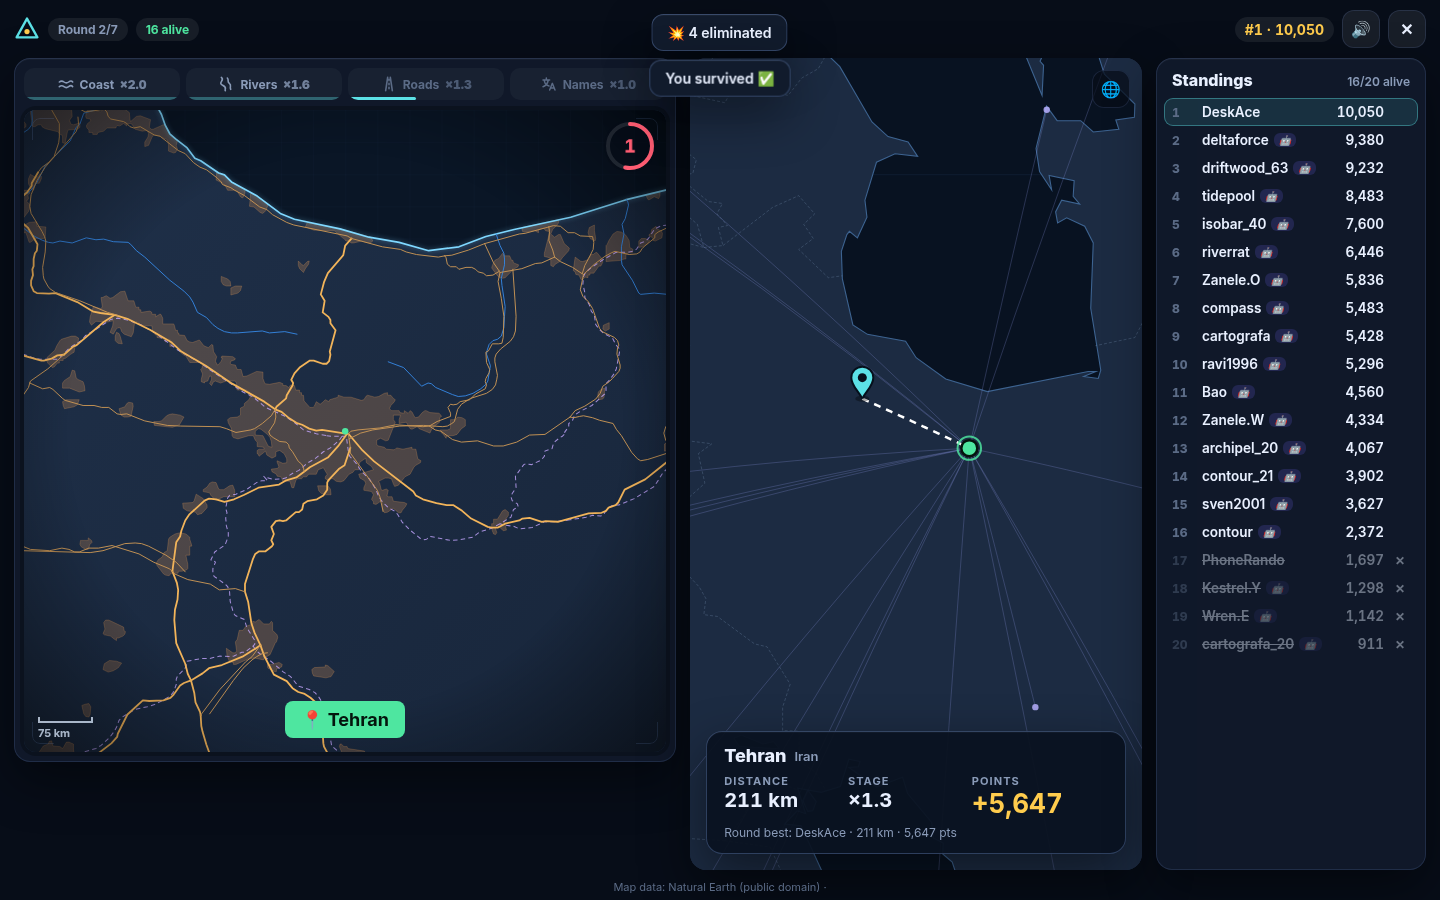 Round 2/7
16 alive
💥 4 eliminated
#1 · 10,050
You survived ✅
Coast ×2.0
Rivers ×1.6
Roads ×1.3
Names ×1.0
1
75 km
📍 Tehran
Tehran Iran
DISTANCE
211 km
STAGE
×1.3
POINTS
+5,647
Round best: DeskAce · 211 km · 5,647 pts
Standings 16/20 alive
1 DeskAce 10,050
2 deltaforce 9,380
3 driftwood_63 9,232
4 tidepool 8,483
5 isobar_40 7,600
6 riverrat 6,446
7 Zanele.O 5,836
8 compass 5,483
9 cartografa 5,428
10 ravi1996 5,296
11 Bao 4,560
12 Zanele.W 4,334
13 archipel_20 4,067
14 contour_21 3,902
15 sven2001 3,627
16 contour 2,372
17 PhoneRando 1,697 ×
18 Kestrel.Y 1,298 ×
19 Wren.E 1,142 ×
20 cartografa_20 911 ×
Map data: Natural Earth (public domain) ·